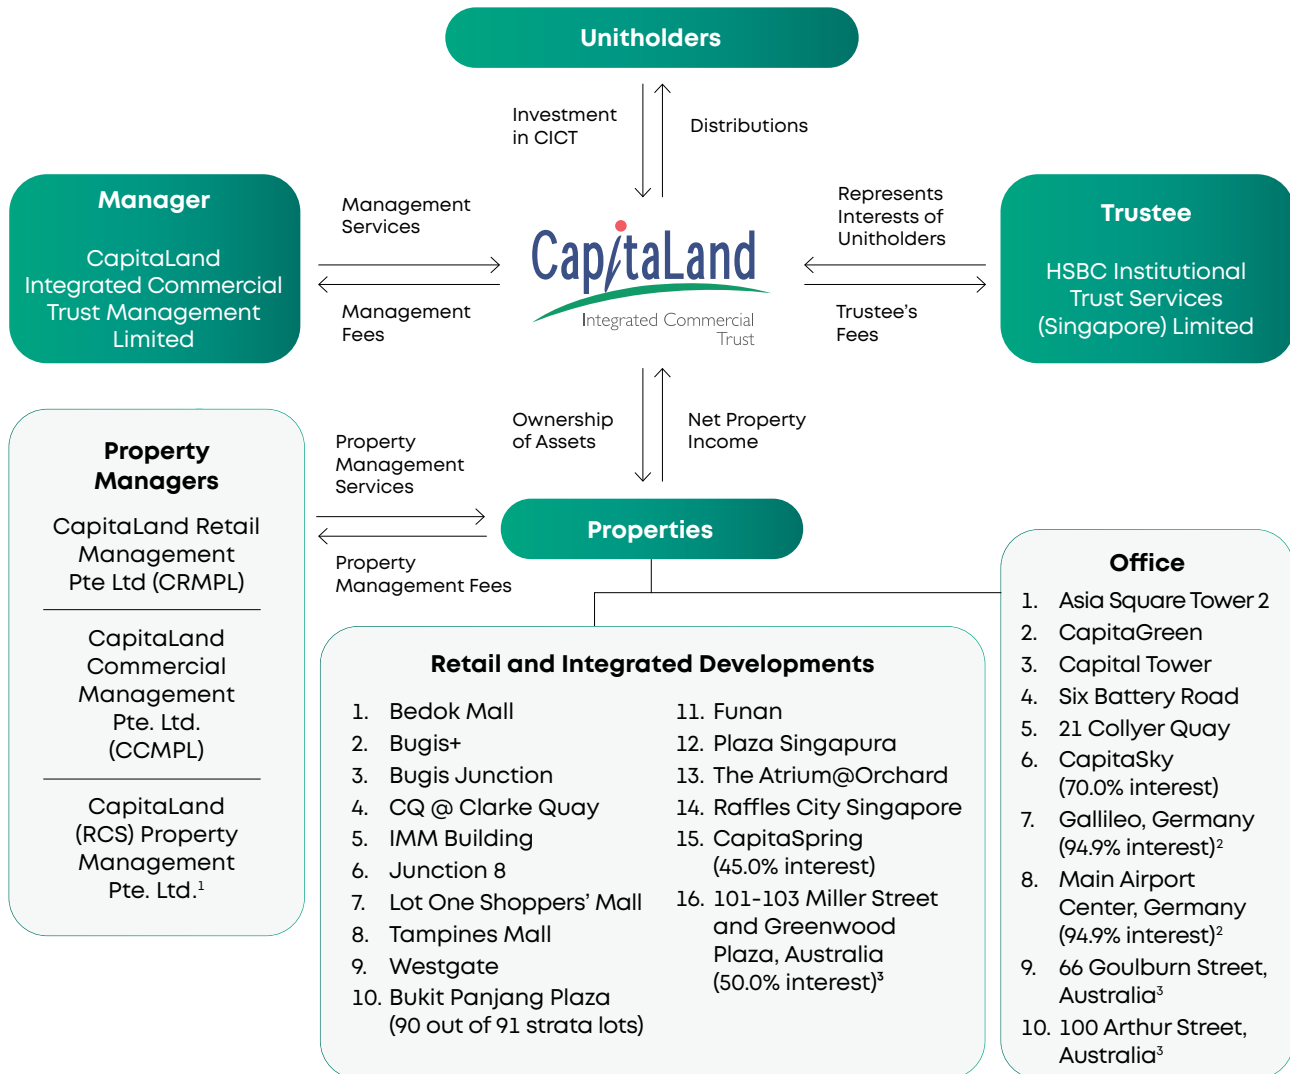 Unitholders
Investment
in CICT
Distributions
Manager
CapitaLand
Integrated Commercial
Trust Management
Limited
Management
Services
Management
Fees
CapitaLand
Integrated Commercial
Trust
Represents
Interests of
Unitholders
Trustee's
Fees
Trustee
HSBC Institutional
Trust Services
(Singapore) Limited
Ownership
of Assets
Net Property
Income
Property
Managers
CapitaLand Retail
Management
Pte Ltd (CRMPL)
CapitaLand
Commercial
Management
Pte. Ltd.
(CCMPL)
CapitaLand
(RCS) Property
Management
Pte. Ltd.¹
Property
Management
Services
Property
Management Fees
Properties
Retail and Integrated Developments
1. Bedok Mall
2. Bugis+
3. Bugis Junction
4. CQ @ Clarke Quay
5. IMM Building
6. Junction 8
7. Lot One Shoppers' Mall
8. Tampines Mall
9. Westgate
10. Bukit Panjang Plaza
(90 out of 91 strata lots)
11. Funan
12. Plaza Singapura
13. The Atrium@Orchard
14. Raffles City Singapore
15. CapitaSpring
(45.0% interest)
16. 101-103 Miller Street
and Greenwood
Plaza, Australia
(50.0% interest)³
Office
1. Asia Square Tower 2
2. CapitaGreen
3. Capital Tower
4. Six Battery Road
5. 21 Collyer Quay
6. CapitaSky
(70.0% interest)
7. Gallileo, Germany
(94.9% interest)²
8. Main Airport
Center, Germany
(94.9% interest)²
9. 66 Goulburn Street,
Australia³
10. 100 Arthur Street,
Australia³